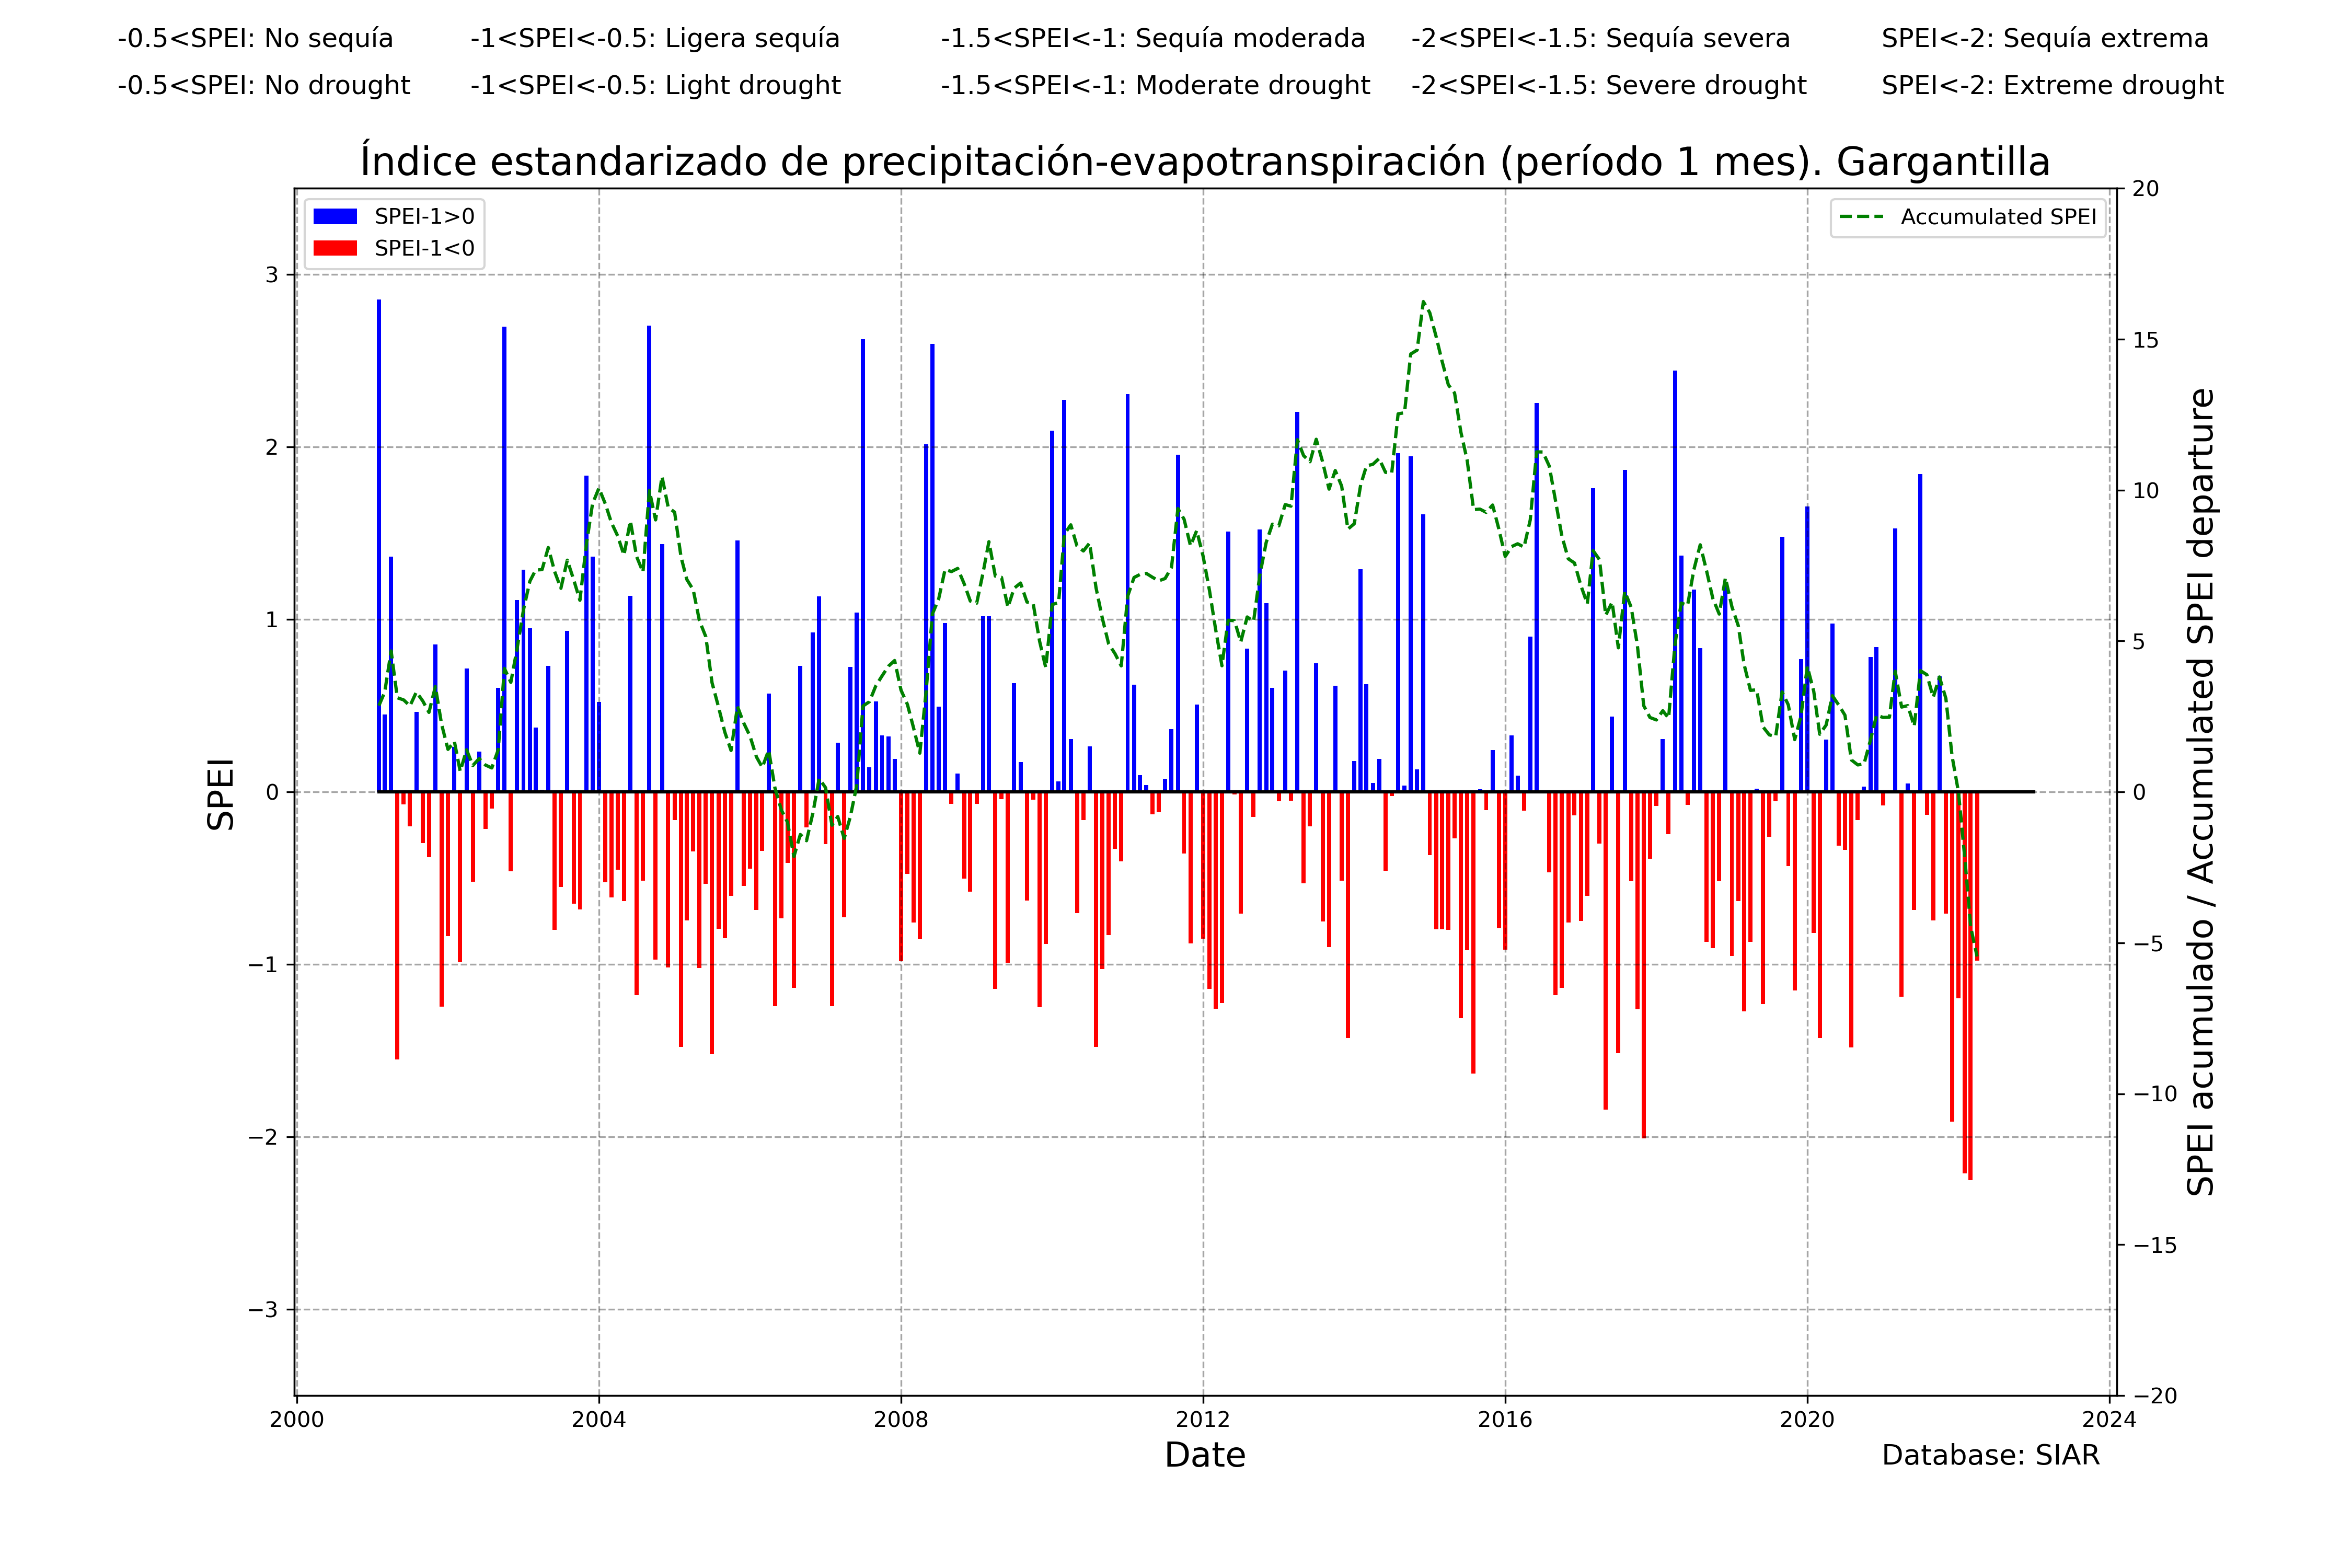 -0.5<SPEI: No sequía -1<SPEI<-0.5: Ligera sequía -1.5<SPEI<-1: Sequía moderada -2<SPEI<-1.5: Sequía severa SPEI<-2: Sequía extrema
-0.5<SPEI: No drought -1<SPEI<-0.5: Light drought -1.5<SPEI<-1: Moderate drought -2<SPEI<-1.5: Severe drought SPEI<-2: Extreme drought
Índice estandarizado de precipitación-evapotranspiración (período 1 mes). Gargantilla
SPEI-1>0
SPEI-1<0
Accumulated SPEI
SPEI
3
2
1
0
−1
−2
−3
20
15
10
5
0
−5
−10
−15
−20
SPEI acumulado / Accumulated SPEI departure
2000 2004 2008 2012 2016 2020 2024
Date
Database: SIAR